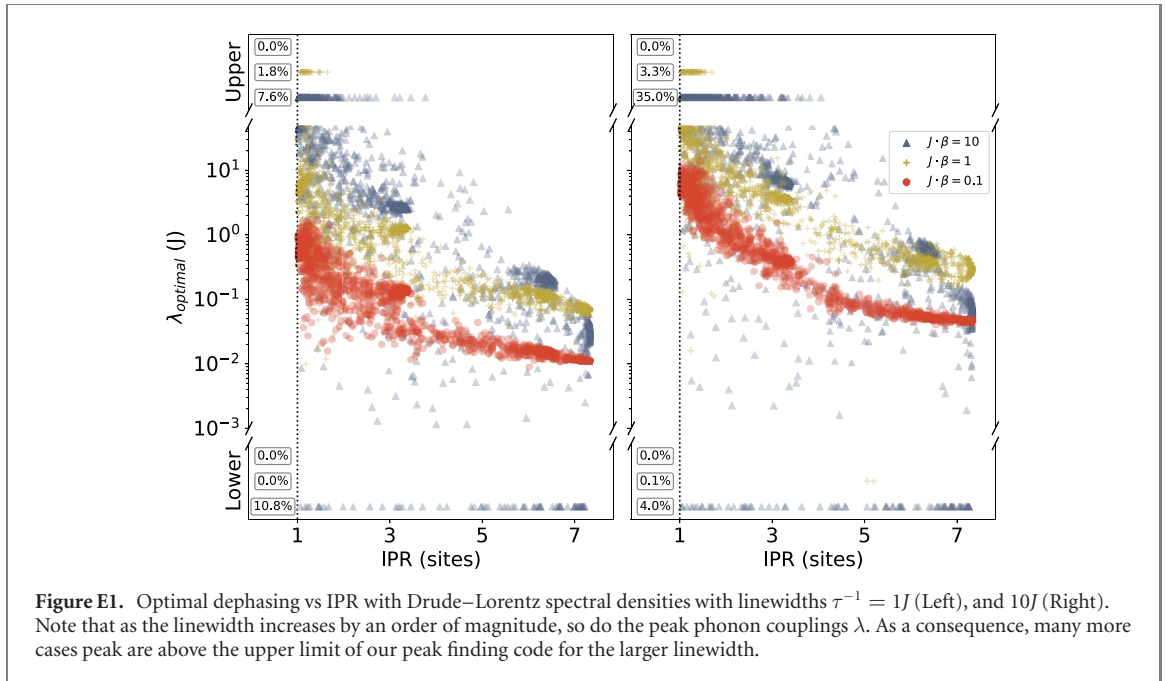 Upper
0.0%
1.8%
7.6%
λoptimal (J)
10¹
10⁰
10⁻¹
10⁻²
10⁻³
Lower
0.0%
0.0%
10.8%
1 3 5 7
IPR (sites)
0.0%
3.3%
35.0%
J · β = 10
J · β = 1
J · β = 0.1
0.0%
0.1%
4.0%
1 3 5 7
IPR (sites)
Figure E1. Optimal dephasing vs IPR with Drude–Lorentz spectral densities with linewidths τ⁻¹ = 1J (Left), and 10J (Right).
Note that as the linewidth increases by an order of magnitude, so do the peak phonon couplings λ. As a consequence, many more
cases peak are above the upper limit of our peak finding code for the larger linewidth.